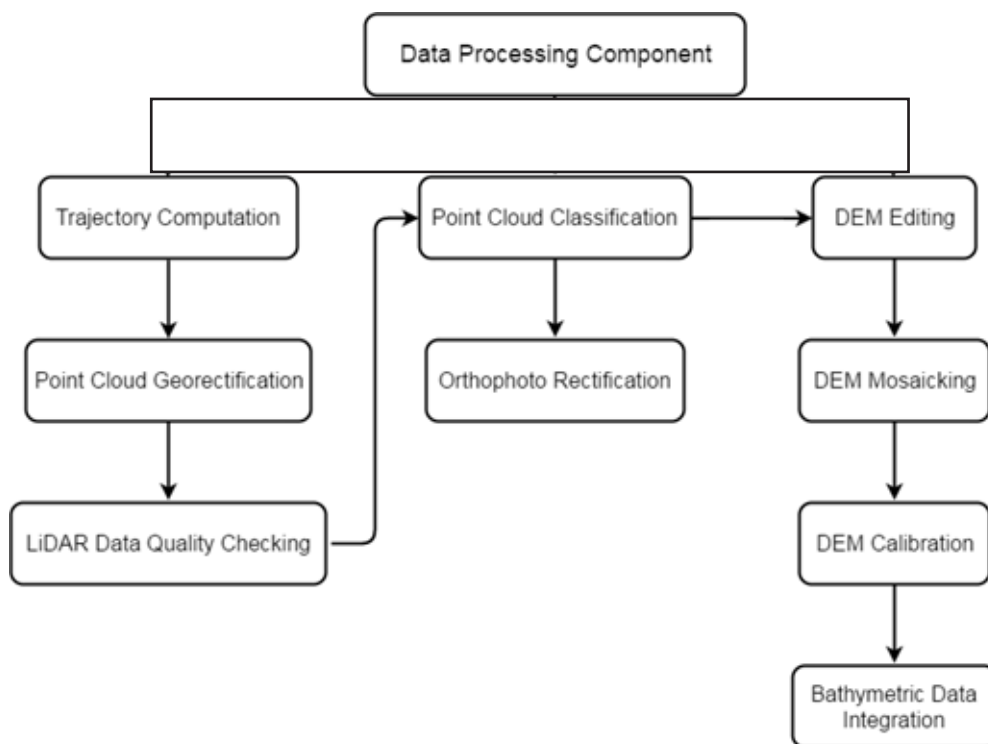 Data Processing Component
Trajectory Computation
Point Cloud Classification
DEM Editing
Point Cloud Georectification
Orthophoto Rectification
DEM Mosaicking
LiDAR Data Quality Checking
DEM Calibration
Bathymetric Data
Integration